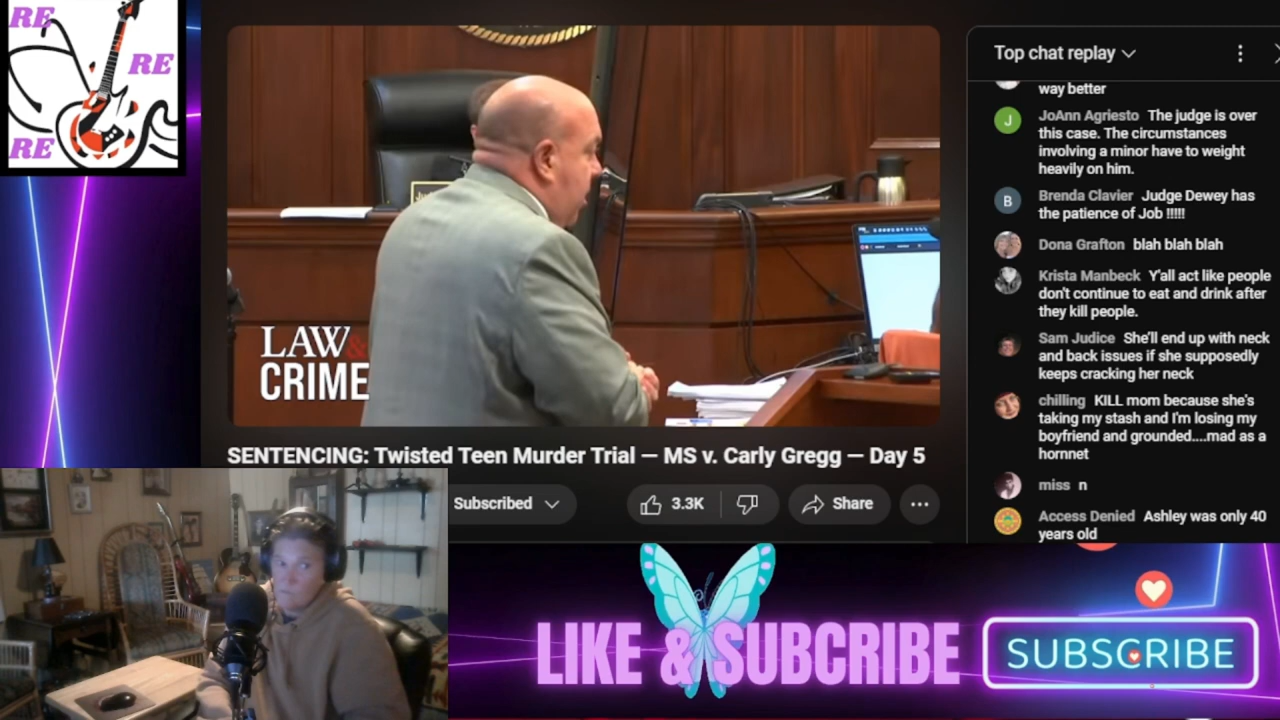 RE
RE
RE
LAW&
CRIME
SENTENCING: Twisted Teen Murder Trial — MS v. Carly Gregg — Day 5
Subscribed
3.3K
Share
Top chat replay
way better
J
JoAnn Agriesto The judge is over
this case. The circumstances
involving a minor have to weight
heavily on him.
B
Brenda Clavier Judge Dewey has
the patience of Job !!!!!
Dona Grafton blah blah blah
Krista Manbeck Y'all act like people
don't continue to eat and drink after
they kill people.
Sam Judice She'll end up with neck
and back issues if she supposedly
keeps cracking her neck
chilling KILL mom because she's
taking my stash and I'm losing my
boyfriend and grounded....mad as a
hornnet
miss n
Access Denied Ashley was only 40
years old
LIKE & SUBCRIBE
SUBSCRIBE